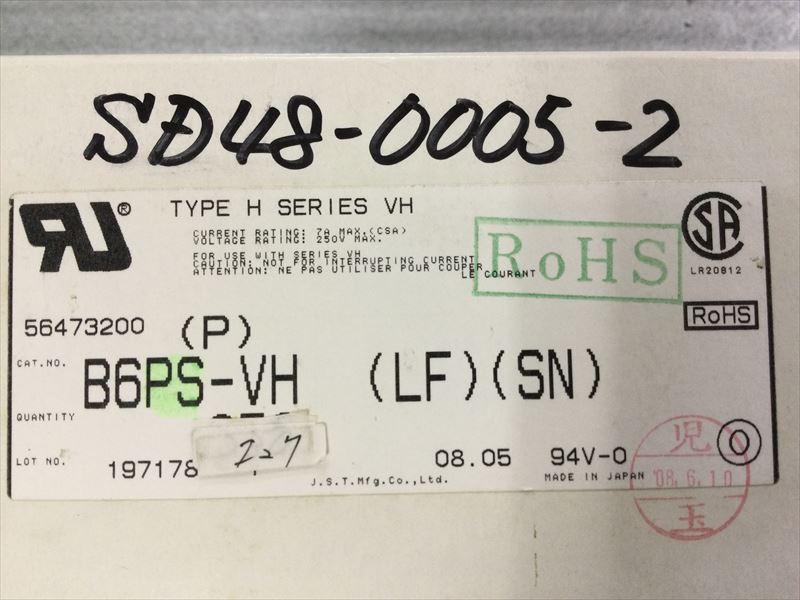 SD48-0005-2
TYPE H SERIES VH
CURRENT RATING: 7A MAX.(CSA)
VOLTAGE RATING: 250V MAX.
FOR USE WITH SERIES VH
CAUTION: NOT FOR INTERRUPTING CURRENT
ATTENTION: NE PAS UTILISER POUR COUPER
LE COURANT
RoHS
SA
LR20812
RoHS
56473200 (P)
CAT.NO. B6PS-VH (LF)(SN)
QUANTITY
227
LOT NO. 197178 08.05 94V-0
J.S.T.Mfg.Co.,Ltd. MADE IN JAPAN
児
'08.6.10
玉